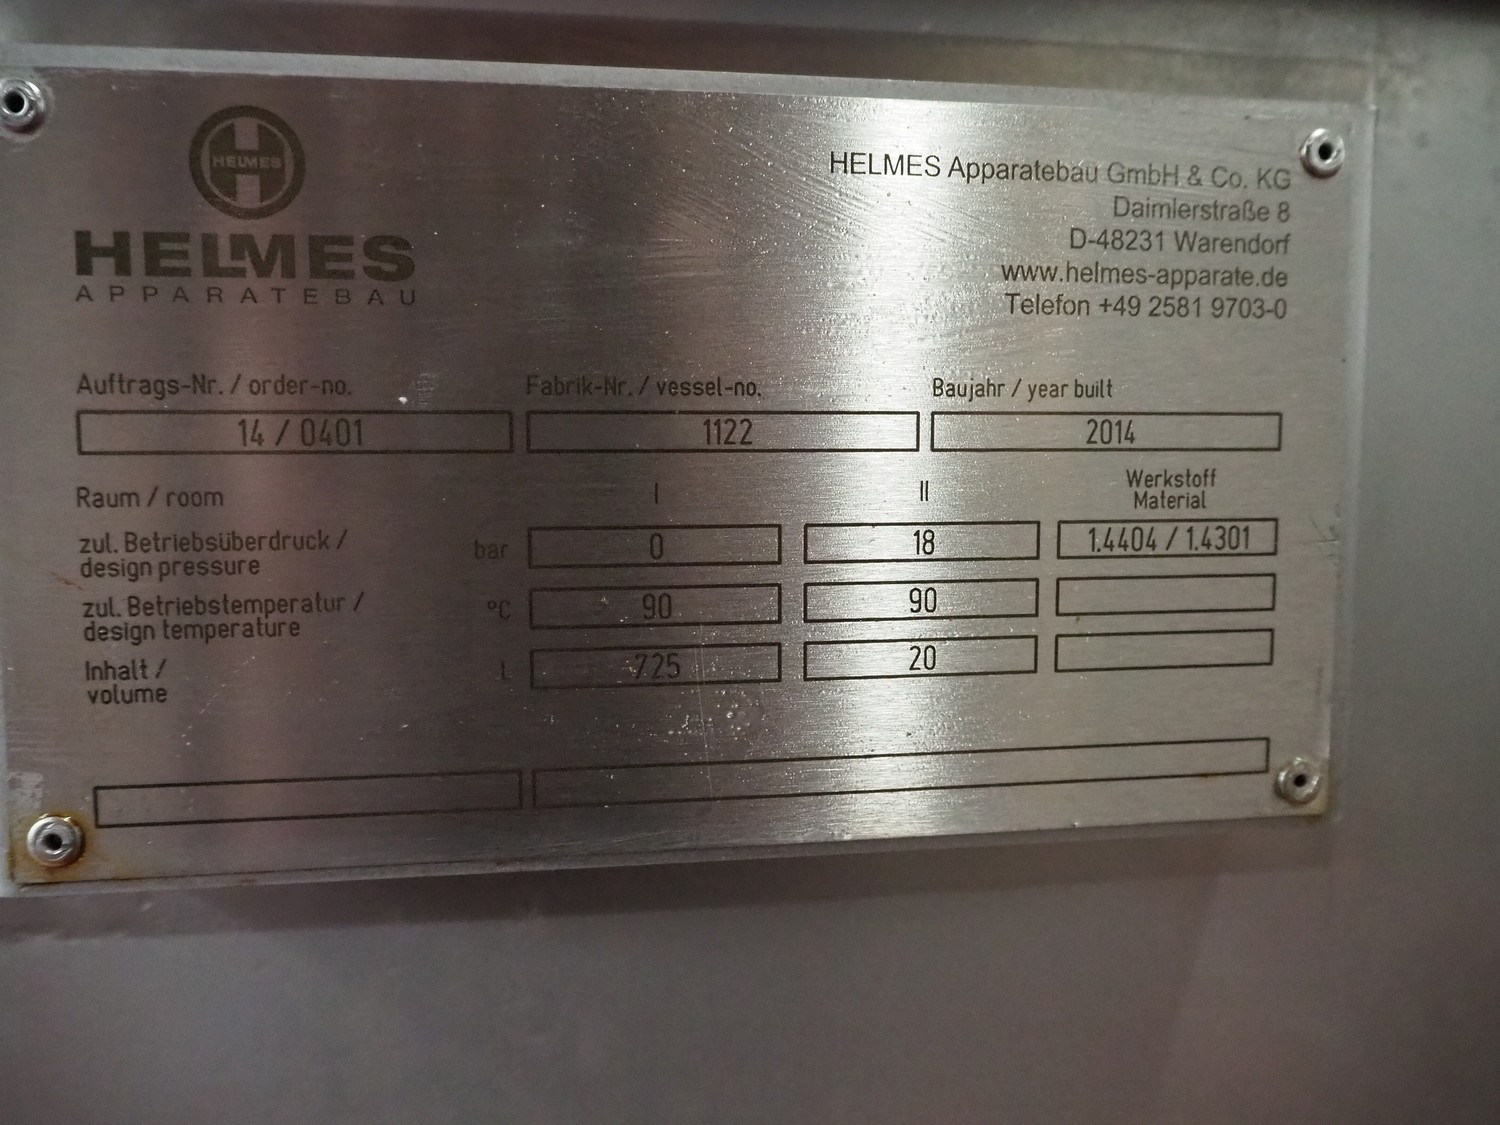 HELMES
HELMES
APPARATEBAU
HELMES Apparatebau GmbH & Co. KG
Daimlerstraße 8
D-48231 Warendorf
www.helmes-apparate.de
Telefon +49 2581 9703-0
Auftrags-Nr. / order-no. Fabrik-Nr. / vessel-no. Baujahr / year built
14 / 0401 1122 2014
Raum / room I II Werkstoff
Material
zul. Betriebsüberdruck / bar 0 18 1.4404 / 1.4301
design pressure
zul. Betriebstemperatur / °C 90 90
design temperature
Inhalt / L 725 20
volume